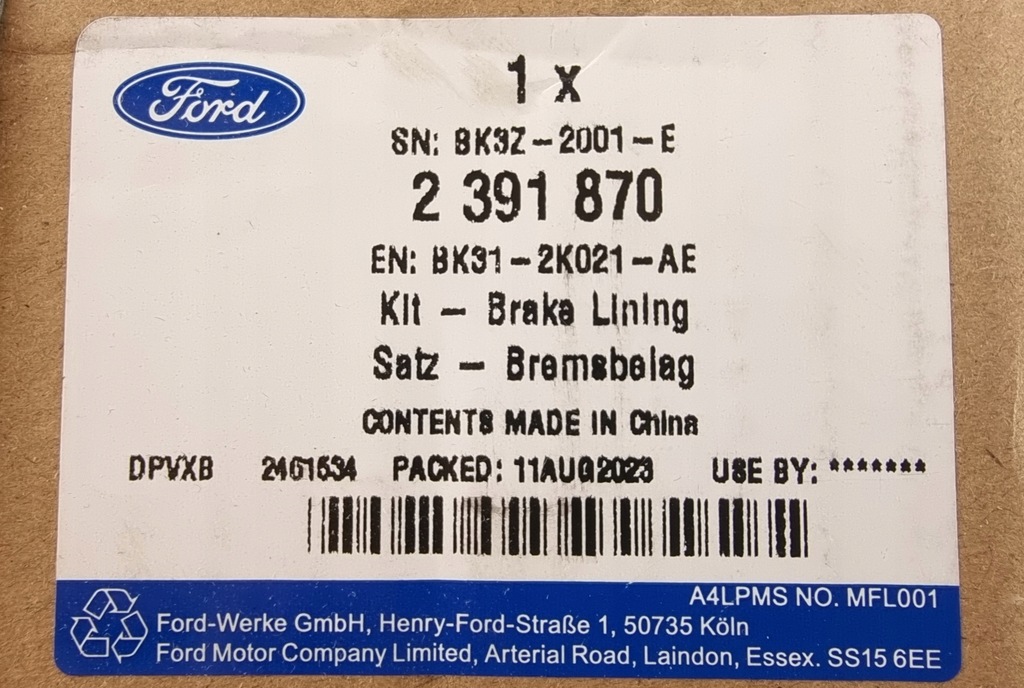 Ford
1 x
SN: BK3Z-2001-E
2 391 870
EN: BK31-2K021-AE
Kit - Brake Lining
Satz - Bremsbelag
CONTENTS MADE IN China
DPVXB PACKED: 11AUG2023 USE BY: *******
A4LPMS NO. MFL001
Ford-Werke GmbH, Henry-Ford-Straße 1, 50735 Köln
Ford Motor Company Limited, Arterial Road, Laindon, Essex. SS15 6EE